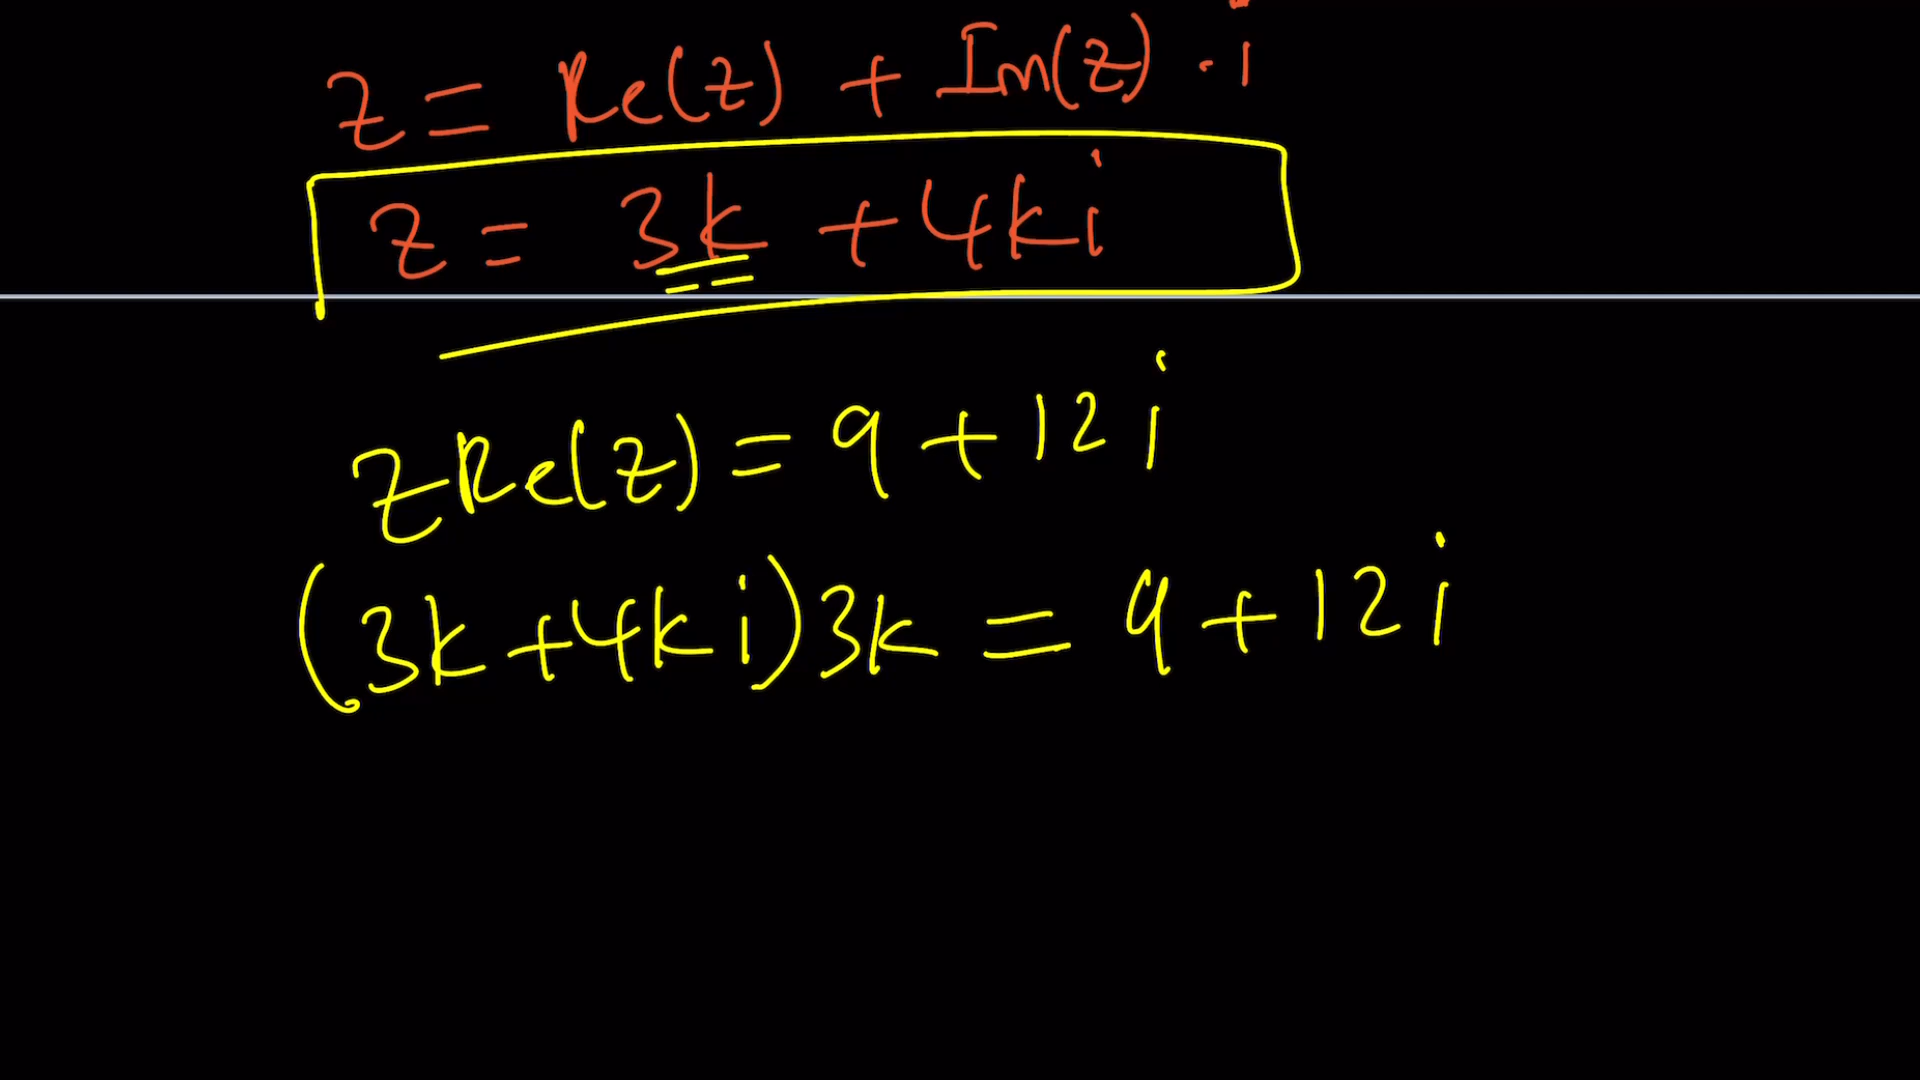 z = Re(z) + Im(z) · i
z = 3k + 4ki
zRe(z) = 9 + 12i
(3k+4ki)3k = 9 + 12i